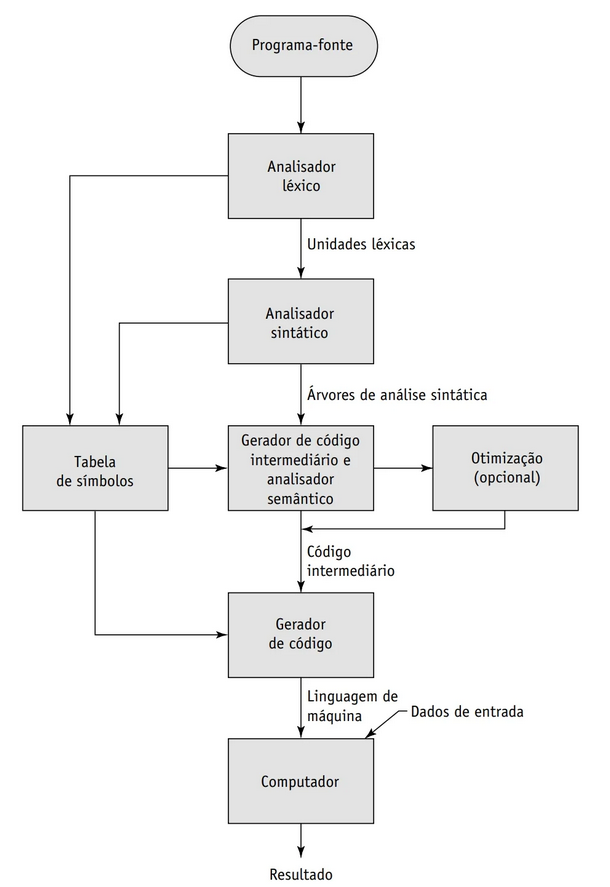 Programa-fonte
Analisador
léxico
Unidades léxicas
Analisador
sintático
Árvores de análise sintática
Tabela
de símbolos
Gerador de código
intermediário e
analisador
semântico
Otimização
(opcional)
Código
intermediário
Gerador
de código
Linguagem de
máquina
Dados de entrada
Computador
Resultado